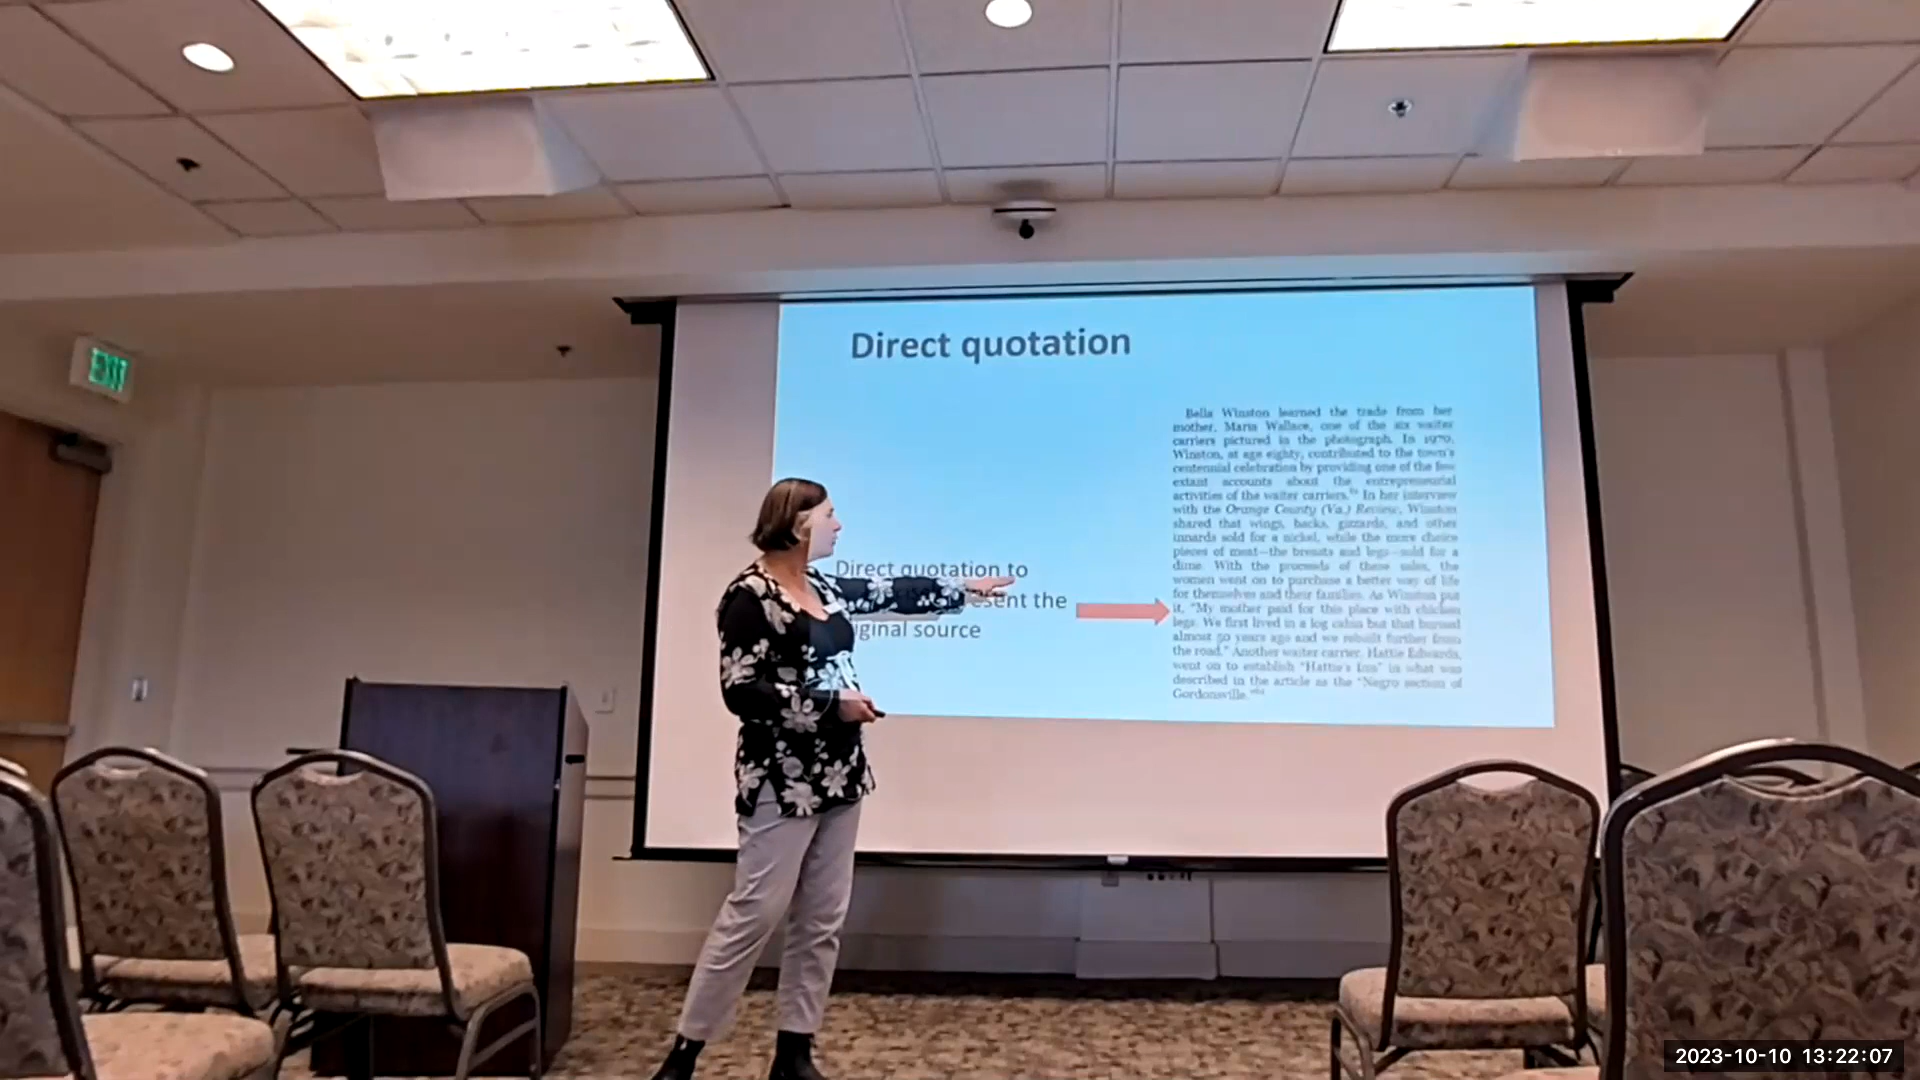 EXIT
Direct quotation
Direct quotation to
esent the
iginal source
Bella Winston learned the trade from her
mother, Maria Wallace, one of the six waiter
carriers pictured in the photograph. In 1970,
Winston, at age eighty, contributed to the town's
centennial celebration by providing one of the few
extant accounts about the entrepreneurial
activities of the waiter carriers. In her interview
with the Orange County (Va.) Review, Winston
shared that wings, backs, gizzards, and other
innards sold for a nickel, while the more choice
pieces of meat—the breasts and legs—sold for a
dime. With the proceeds of these sales, the
women went on to purchase a better way of life
for themselves and their families. As Winston put
it, "My mother paid for this place with chicken
legs. We first lived in a log cabin but that burned
almost 50 years ago and we rebuilt further from
the road." Another waiter carrier, Hattie Edwards,
went on to establish "Hattie's Inn" in what was
described in the article as the "Negro section of
Gordonsville."
2023-10-10 13:22:07